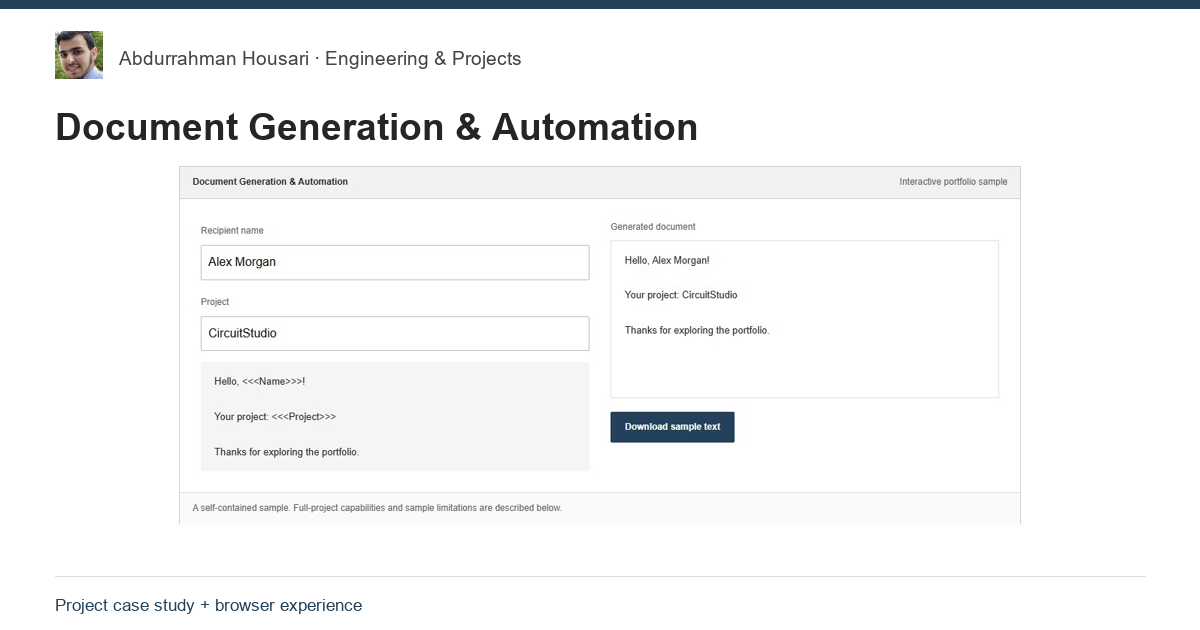 Abdurrahman Housari · Engineering & Projects
Document Generation & Automation
Document Generation & Automation
Interactive portfolio sample
Recipient name
Alex Morgan
Project
CircuitStudio
Hello, <<<Name>>>!
Your project: <<<Project>>>
Thanks for exploring the portfolio.
Generated document
Hello, Alex Morgan!
Your project: CircuitStudio
Thanks for exploring the portfolio.
Download sample text
A self-contained sample. Full-project capabilities and sample limitations are described below.
Project case study + browser experience